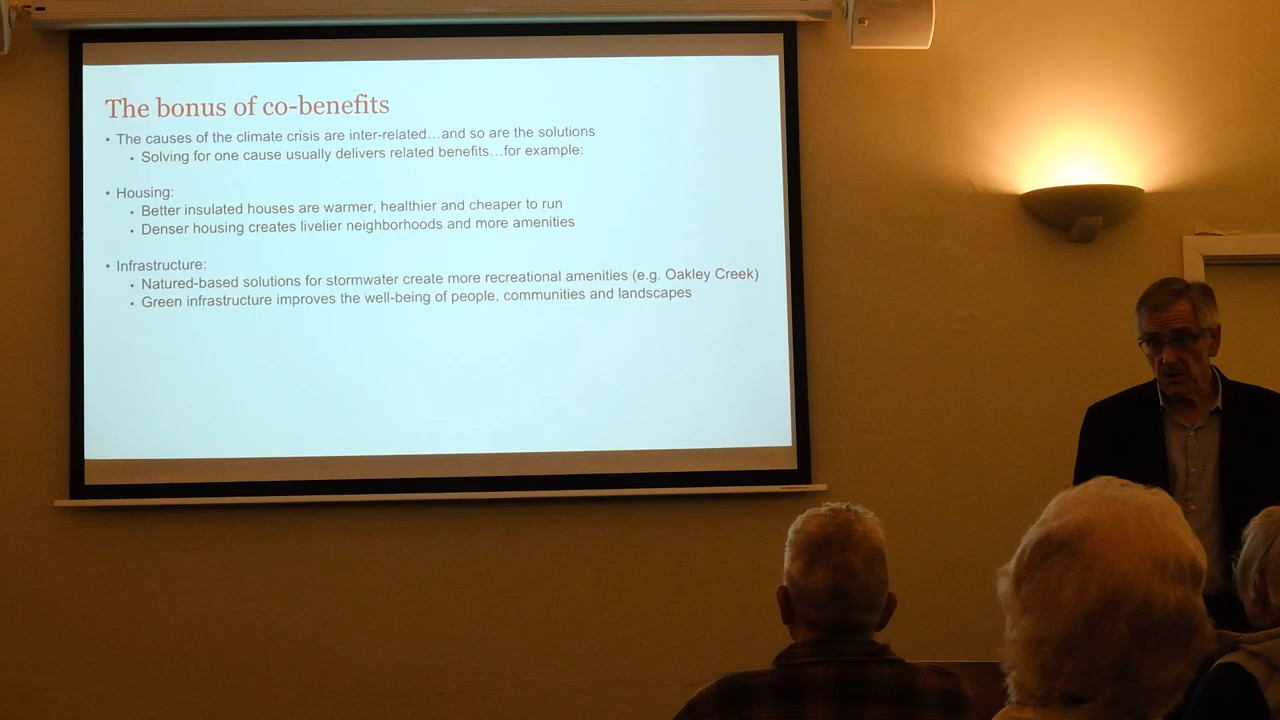 The bonus of co-benefits
• The causes of the climate crisis are inter-related…and so are the solutions
• Solving for one cause usually delivers related benefits…for example:
• Housing:
• Better insulated houses are warmer, healthier and cheaper to run
• Denser housing creates livelier neighborhoods and more amenities
• Infrastructure:
• Natured-based solutions for stormwater create more recreational amenities (e.g. Oakley Creek)
• Green infrastructure improves the well-being of people, communities and landscapes